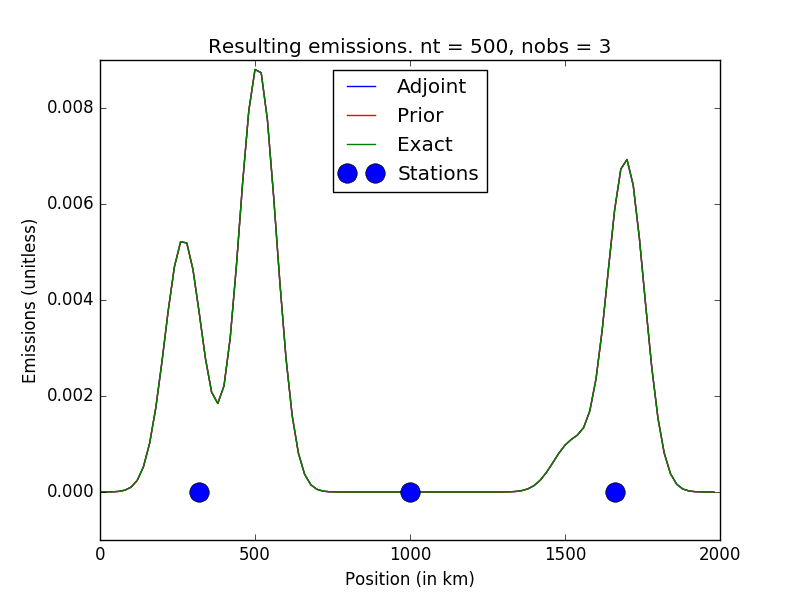 Resulting emissions. nt = 500, nobs = 3
Adjoint
Prior
Exact
Stations
Emissions (unitless)
0.008
0.006
0.004
0.002
0.000
0 500 1000 1500 2000
Position (in km)